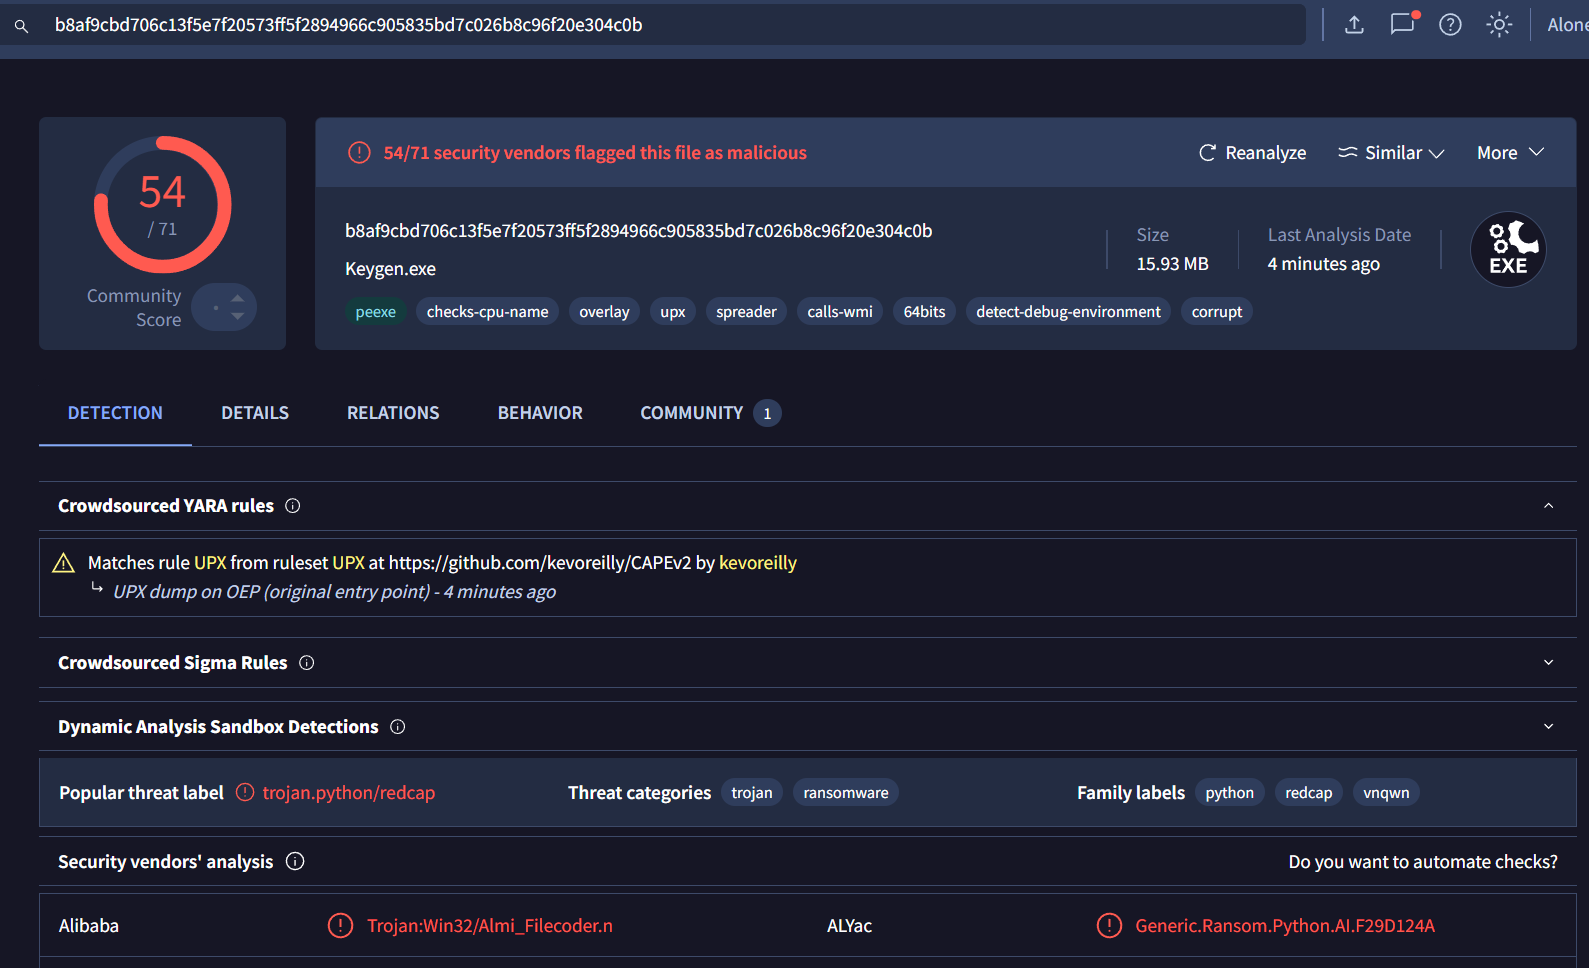 b8af9cbd706c13f5e7f20573ff5f2894966c905835bd7c026b8c96f20e304c0b
Alone
54
/ 71
Community
Score
54/71 security vendors flagged this file as malicious
Reanalyze
Similar
More
b8af9cbd706c13f5e7f20573ff5f2894966c905835bd7c026b8c96f20e304c0b
Keygen.exe
Size
15.93 MB
Last Analysis Date
4 minutes ago
EXE
peexe
checks-cpu-name
overlay
upx
spreader
calls-wmi
64bits
detect-debug-environment
corrupt
DETECTION
DETAILS
RELATIONS
BEHAVIOR
COMMUNITY
1
Crowdsourced YARA rules
Matches rule UPX from ruleset UPX at https://github.com/kevoreilly/CAPEv2 by kevoreilly
UPX dump on OEP (original entry point) - 4 minutes ago
Crowdsourced Sigma Rules
Dynamic Analysis Sandbox Detections
Popular threat label
trojan.python/redcap
Threat categories
trojan
ransomware
Family labels
python
redcap
vnqwn
Security vendors' analysis
Do you want to automate checks?
Alibaba
Trojan:Win32/Almi_Filecoder.n
ALYac
Generic.Ransom.Python.AI.F29D124A